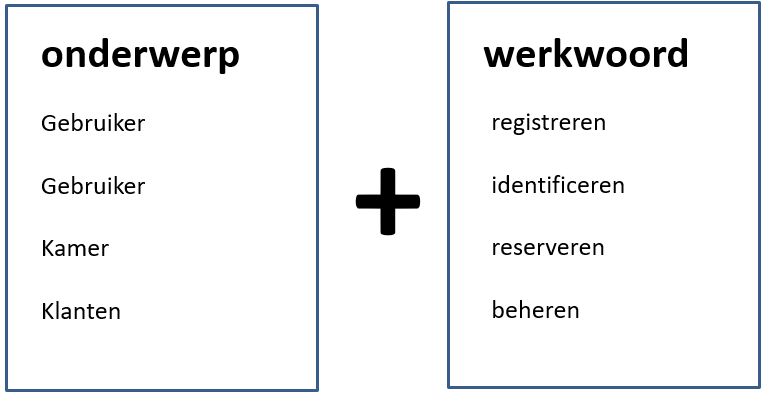 onderwerp
Gebruiker
Gebruiker
Kamer
Klanten
+
werkwoord
registreren
identificeren
reserveren
beheren